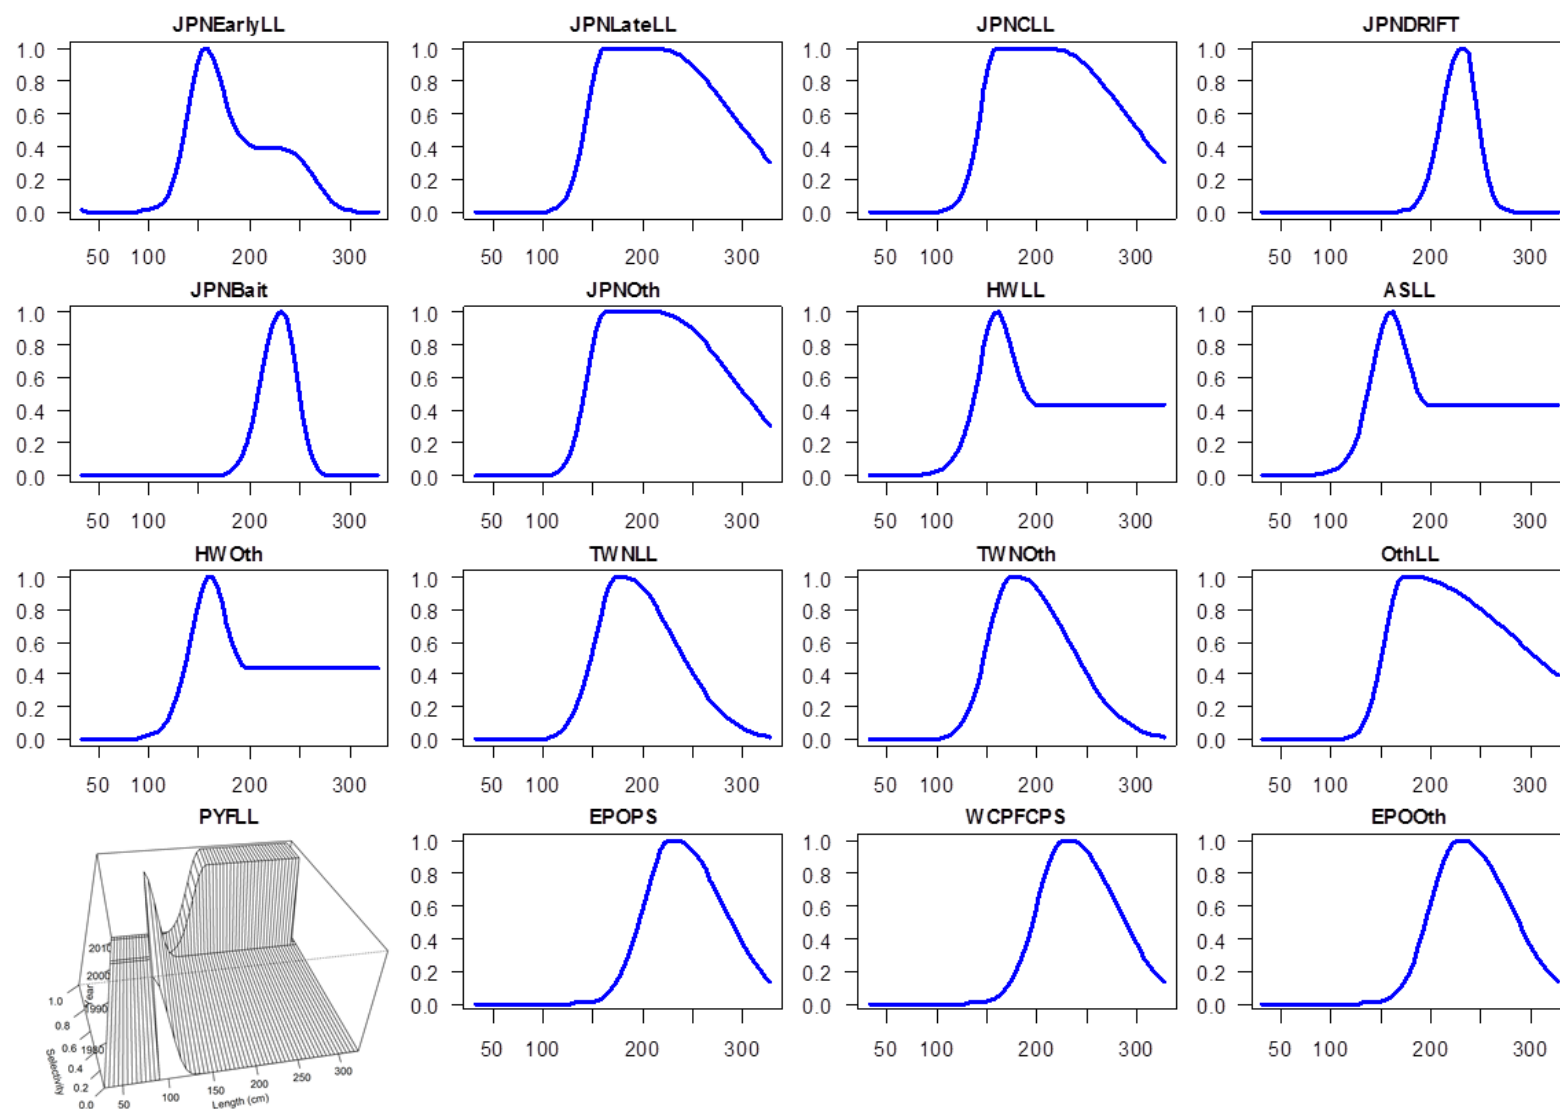 JPNEarlyLL JPNLateLL JPNCLL JPNDRIFT
1.0 1.0 1.0 1.0
0.8 0.8 0.8 0.8
0.6 0.6 0.6 0.6
0.4 0.4 0.4 0.4
0.2 0.2 0.2 0.2
0.0 0.0 0.0 0.0
50 100 200 300 50 100 200 300 50 100 200 300 50 100 200 300
JPNBait JPNOth HWLL ASLL
1.0 1.0 1.0 1.0
0.8 0.8 0.8 0.8
0.6 0.6 0.6 0.6
0.4 0.4 0.4 0.4
0.2 0.2 0.2 0.2
0.0 0.0 0.0 0.0
50 100 200 300 50 100 200 300 50 100 200 300 50 100 200 300
HWOth TWNLL TWNOth OthLL
1.0 1.0 1.0 1.0
0.8 0.8 0.8 0.8
0.6 0.6 0.6 0.6
0.4 0.4 0.4 0.4
0.2 0.2 0.2 0.2
0.0 0.0 0.0 0.0
50 100 200 300 50 100 200 300 50 100 200 300 50 100 200 300
PYFLL EPOPS WCPFCPS EPOOth
1.0 1.0 1.0
0.8 0.8 0.8
0.6 0.6 0.6
0.4 0.4 0.4
0.2 0.2 0.2
0.0 0.0 0.0
50 100 200 300 50 100 200 300 50 100 200 300
2010
2000
1990
1980
Year
1.0
0.8
0.6
0.4
0.2
0.0
Selectivity
50 100 150 200 250 300
Length (cm)